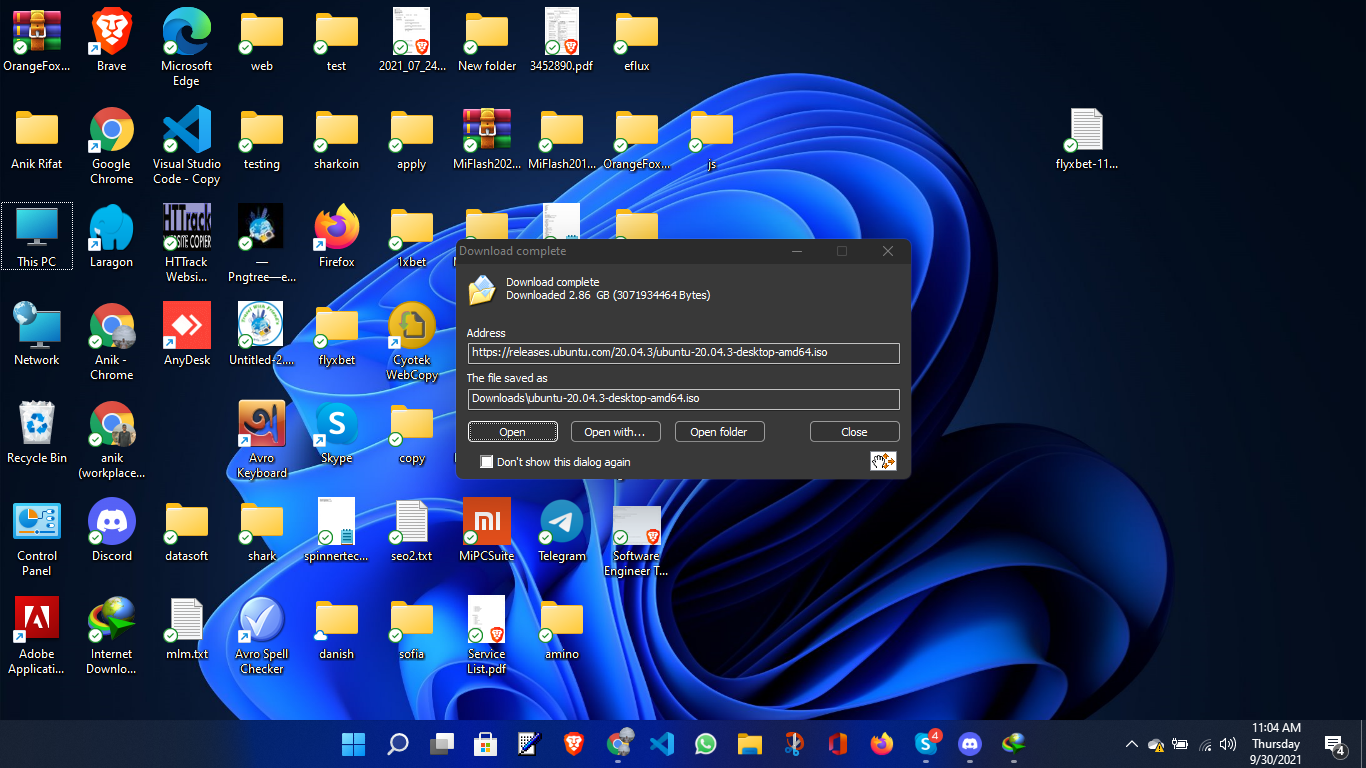 OrangeFox...
Brave
Microsoft
Edge
web
test
2021_07_24...
New folder
3452890.pdf
eflux
Anik Rifat
Google
Chrome
Visual Studio
Code - Copy
testing
sharkoin
apply
MiFlash202...
MiFlash201...
OrangeFox...
js
flyxbet-11...
This PC
Laragon
HTTrack
Websi...
—
Pngtree—e...
Firefox
1xbet
Network
Anik -
Chrome
AnyDesk
Untitled-2....
flyxbet
Cyotek
WebCopy
Recycle Bin
anik
(workplace...
Avro
Keyboard
Skype
copy
Control
Panel
Discord
datasoft
shark
spinnertec...
seo2.txt
MiPCSuite
Telegram
Software
Engineer T...
Adobe
Applicati...
Internet
Downlo...
mlm.txt
Avro Spell
Checker
danish
sofia
Service
List.pdf
amino
Download complete
Download complete
Downloaded 2.86 GB (3071934464 Bytes)
Address
https://releases.ubuntu.com/20.04.3/ubuntu-20.04.3-desktop-amd64.iso
The file saved as
Downloads\ubuntu-20.04.3-desktop-amd64.iso
Open
Open with...
Open folder
Close
Don't show this dialog again
4
11:04 AM
Thursday
9/30/2021
4